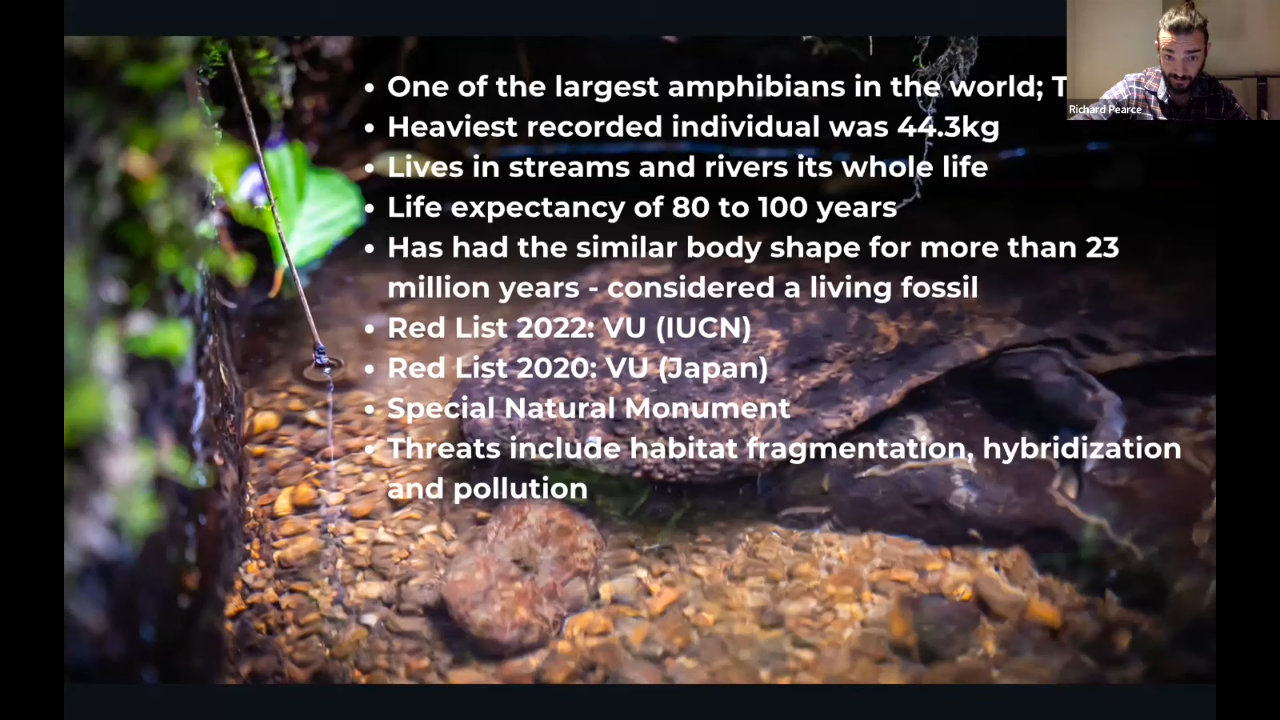 • One of the largest amphibians in the world; T
• Heaviest recorded individual was 44.3kg
• Lives in streams and rivers its whole life
• Life expectancy of 80 to 100 years
• Has had the similar body shape for more than 23
million years - considered a living fossil
• Red List 2022: VU (IUCN)
• Red List 2020: VU (Japan)
• Special Natural Monument
• Threats include habitat fragmentation, hybridization
and pollution
Richard Pearce